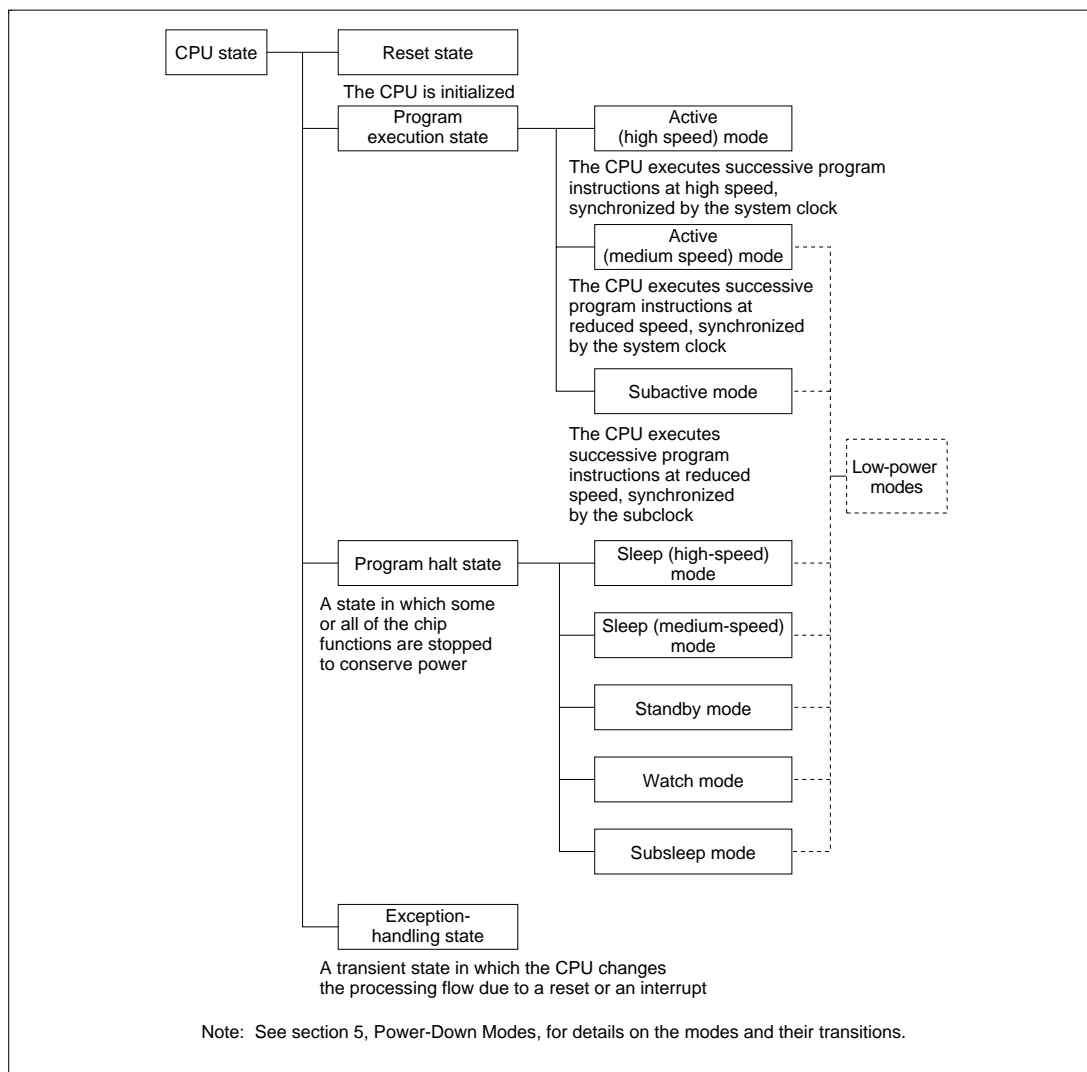 CPU state
Reset state
The CPU is initialized
Program
execution state
Active
(high speed) mode
The CPU executes successive program
instructions at high speed,
synchronized by the system clock
Active
(medium speed) mode
The CPU executes successive
program instructions at
reduced speed, synchronized
by the system clock
Subactive mode
The CPU executes
successive program
instructions at reduced
speed, synchronized
by the subclock
Low-power
modes
Program halt state
A state in which some
or all of the chip
functions are stopped
to conserve power
Sleep (high-speed)
mode
Sleep (medium-speed)
mode
Standby mode
Watch mode
Subsleep mode
Exception-
handling state
A transient state in which the CPU changes
the processing flow due to a reset or an interrupt
Note: See section 5, Power-Down Modes, for details on the modes and their transitions.